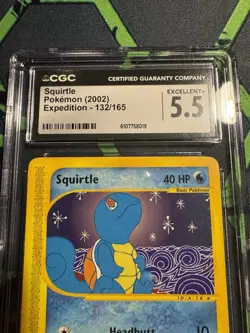 CGC
CERTIFIED GUARANTY COMPANY
Squirtle
Pokémon (2002)
Expedition - 132/165
EXCELLENT+
5.5
6107758019
Squirtle 40 HP
Basic Pokémon
Headbutt 10